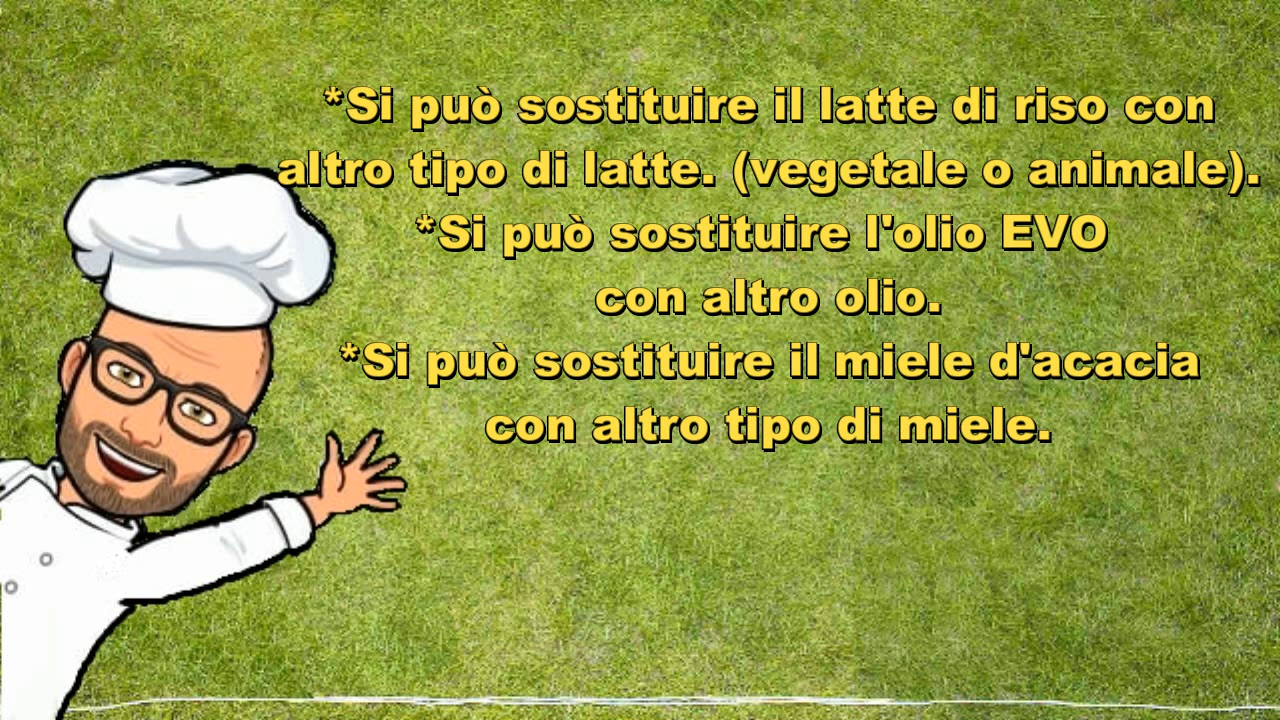 *Si può sostituire il latte di riso con
altro tipo di latte. (vegetale o animale).
*Si può sostituire l'olio EVO
con altro olio.
*Si può sostituire il miele d'acacia
con altro tipo di miele.